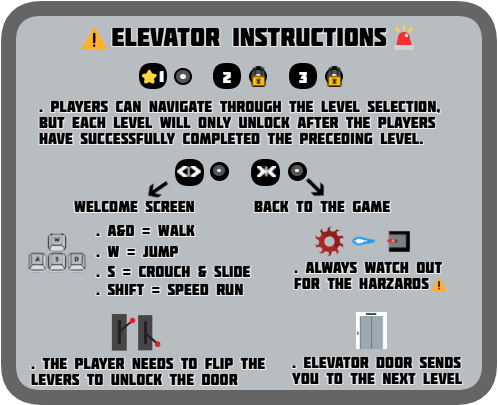 ELEVATOR INSTRUCTIONS
1 2 3
. PLAYERS CAN NAVIGATE THROUGH THE LEVEL SELECTION,
BUT EACH LEVEL WILL ONLY UNLOCK AFTER THE PLAYERS
HAVE SUCCESSFULLY COMPLETED THE PRECEDING LEVEL.
WELCOME SCREEN
BACK TO THE GAME
W
A S D
. A&D = WALK
. W = JUMP
. S = CROUCH & SLIDE
. SHIFT = SPEED RUN
. ALWAYS WATCH OUT
FOR THE HARZARDS
. THE PLAYER NEEDS TO FLIP THE
LEVERS TO UNLOCK THE DOOR
. ELEVATOR DOOR SENDS
YOU TO THE NEXT LEVEL